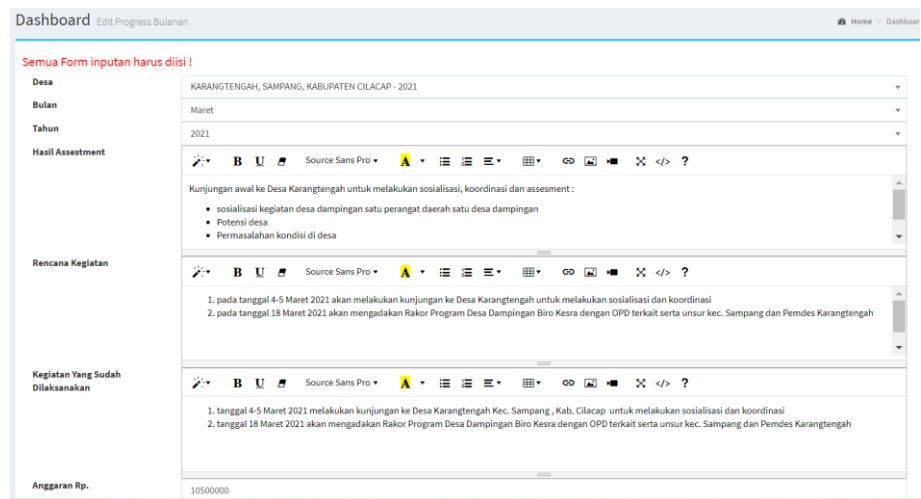 Dashboard Edit Progress Bulanan
Home > Dashboar
Semua Form inputan harus diisi !
Desa
KARANGTENGAH, SAMPANG, KABUPATEN CILACAP - 2021
Bulan
Maret
Tahun
2021
Hasil Assestment
B U Source Sans Pro A </> ?
Kunjungan awal ke Desa Karangtengah untuk melakukan sosialisasi, koordinasi dan assesment :
• sosialisasi kegiatan desa dampingan satu perangat daerah satu desa dampingan
• Potensi desa
• Permasalahan kondisi di desa
Rencana Kegiatan
B U Source Sans Pro A </> ?
1. pada tanggal 4-5 Maret 2021 akan melakukan kunjungan ke Desa Karangtengah untuk melakukan sosialisasi dan koordinasi
2. pada tanggal 18 Maret 2021 akan mengadakan Rakor Program Desa Dampingan Biro Kesra dengan OPD terkait serta unsur kec. Sampang dan Pemdes Karangtengah
Kegiatan Yang Sudah
Dilaksanakan
B U Source Sans Pro A </> ?
1. tanggal 4-5 Maret 2021 melakukan kunjungan ke Desa Karangtengah Kec. Sampang , Kab. Cilacap untuk melakukan sosialisasi dan koordinasi
2. tanggal 18 Maret 2021 akan mengadakan Rakor Program Desa Dampingan Biro Kesra dengan OPD terkait serta unsur kec. Sampang dan Pemdes Karangtengah
Anggaran Rp.
10500000